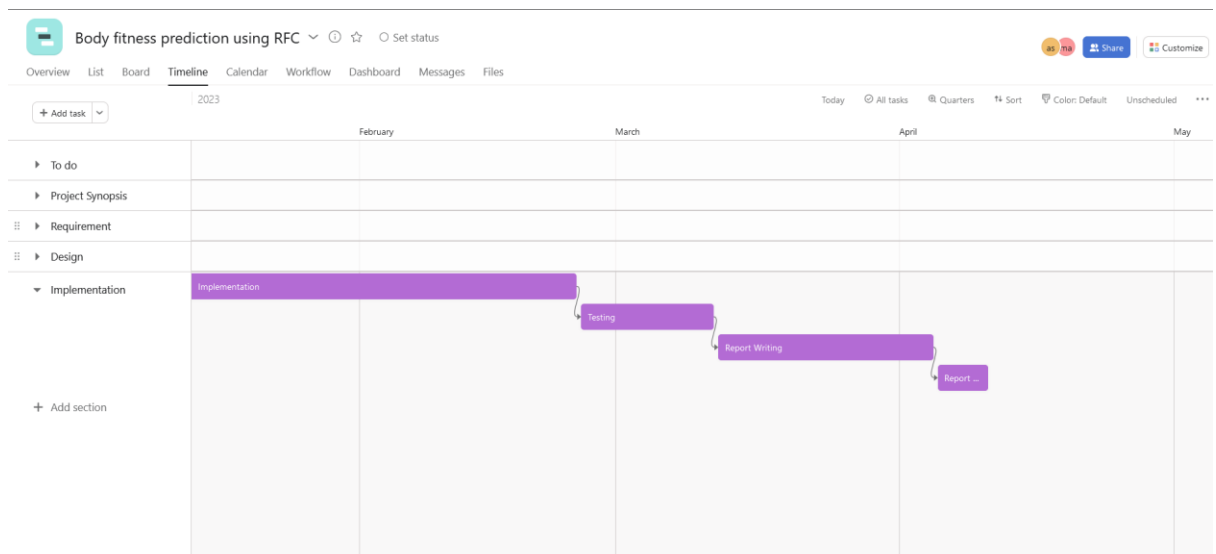 Body fitness prediction using RFC
Set status
as ma
Share
Customize
Overview List Board Timeline Calendar Workflow Dashboard Messages Files
+ Add task
2023
Today All tasks Quarters Sort Color: Default Unscheduled ...
February March April May
To do
Project Synopsis
Requirement
Design
Implementation
Implementation
Testing
Report Writing
Report ...
+ Add section